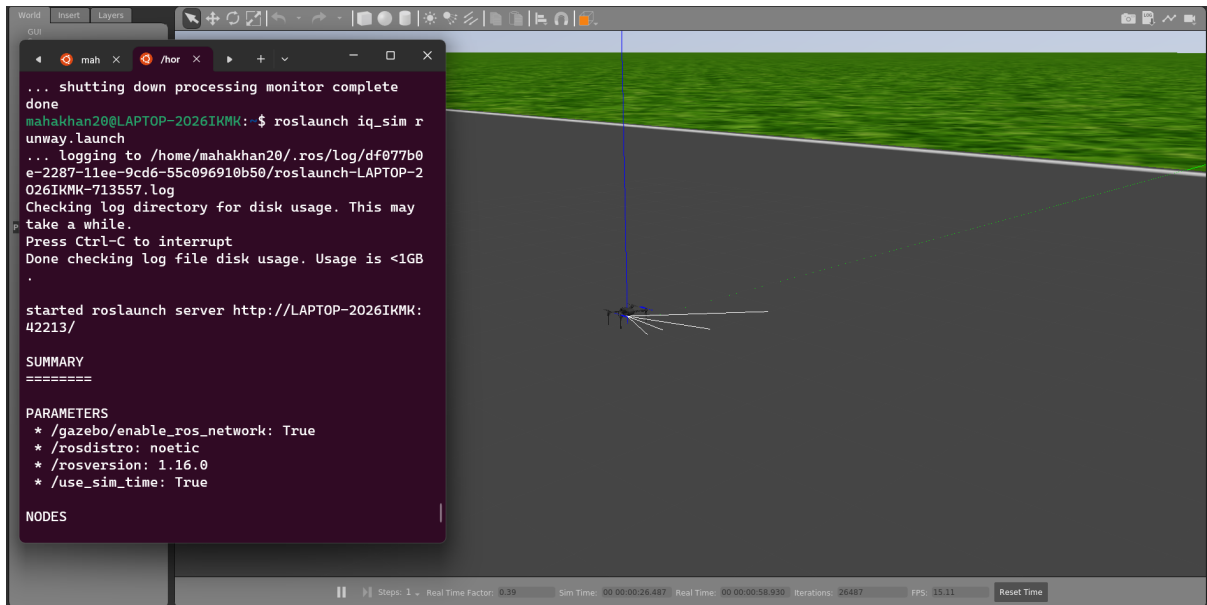 World Insert Layers
GUI
mah
/hor
... shutting down processing monitor complete
done
mahakhan20@LAPTOP-2O26IKMK:~$ roslaunch iq_sim r
unway.launch
... logging to /home/mahakhan20/.ros/log/df077b0
e-2287-11ee-9cd6-55c096910b50/roslaunch-LAPTOP-2
O26IKMK-713557.log
Checking log directory for disk usage. This may
take a while.
Press Ctrl-C to interrupt
Done checking log file disk usage. Usage is <1GB
.
started roslaunch server http://LAPTOP-2O26IKMK:
42213/
SUMMARY
========
PARAMETERS
* /gazebo/enable_ros_network: True
* /rosdistro: noetic
* /rosversion: 1.16.0
* /use_sim_time: True
NODES
Steps: 1 Real Time Factor: 0.39 Sim Time: 00 00:00:26.487 Real Time: 00 00:00:58.930 Iterations: 26487 FPS: 15.11 Reset Time